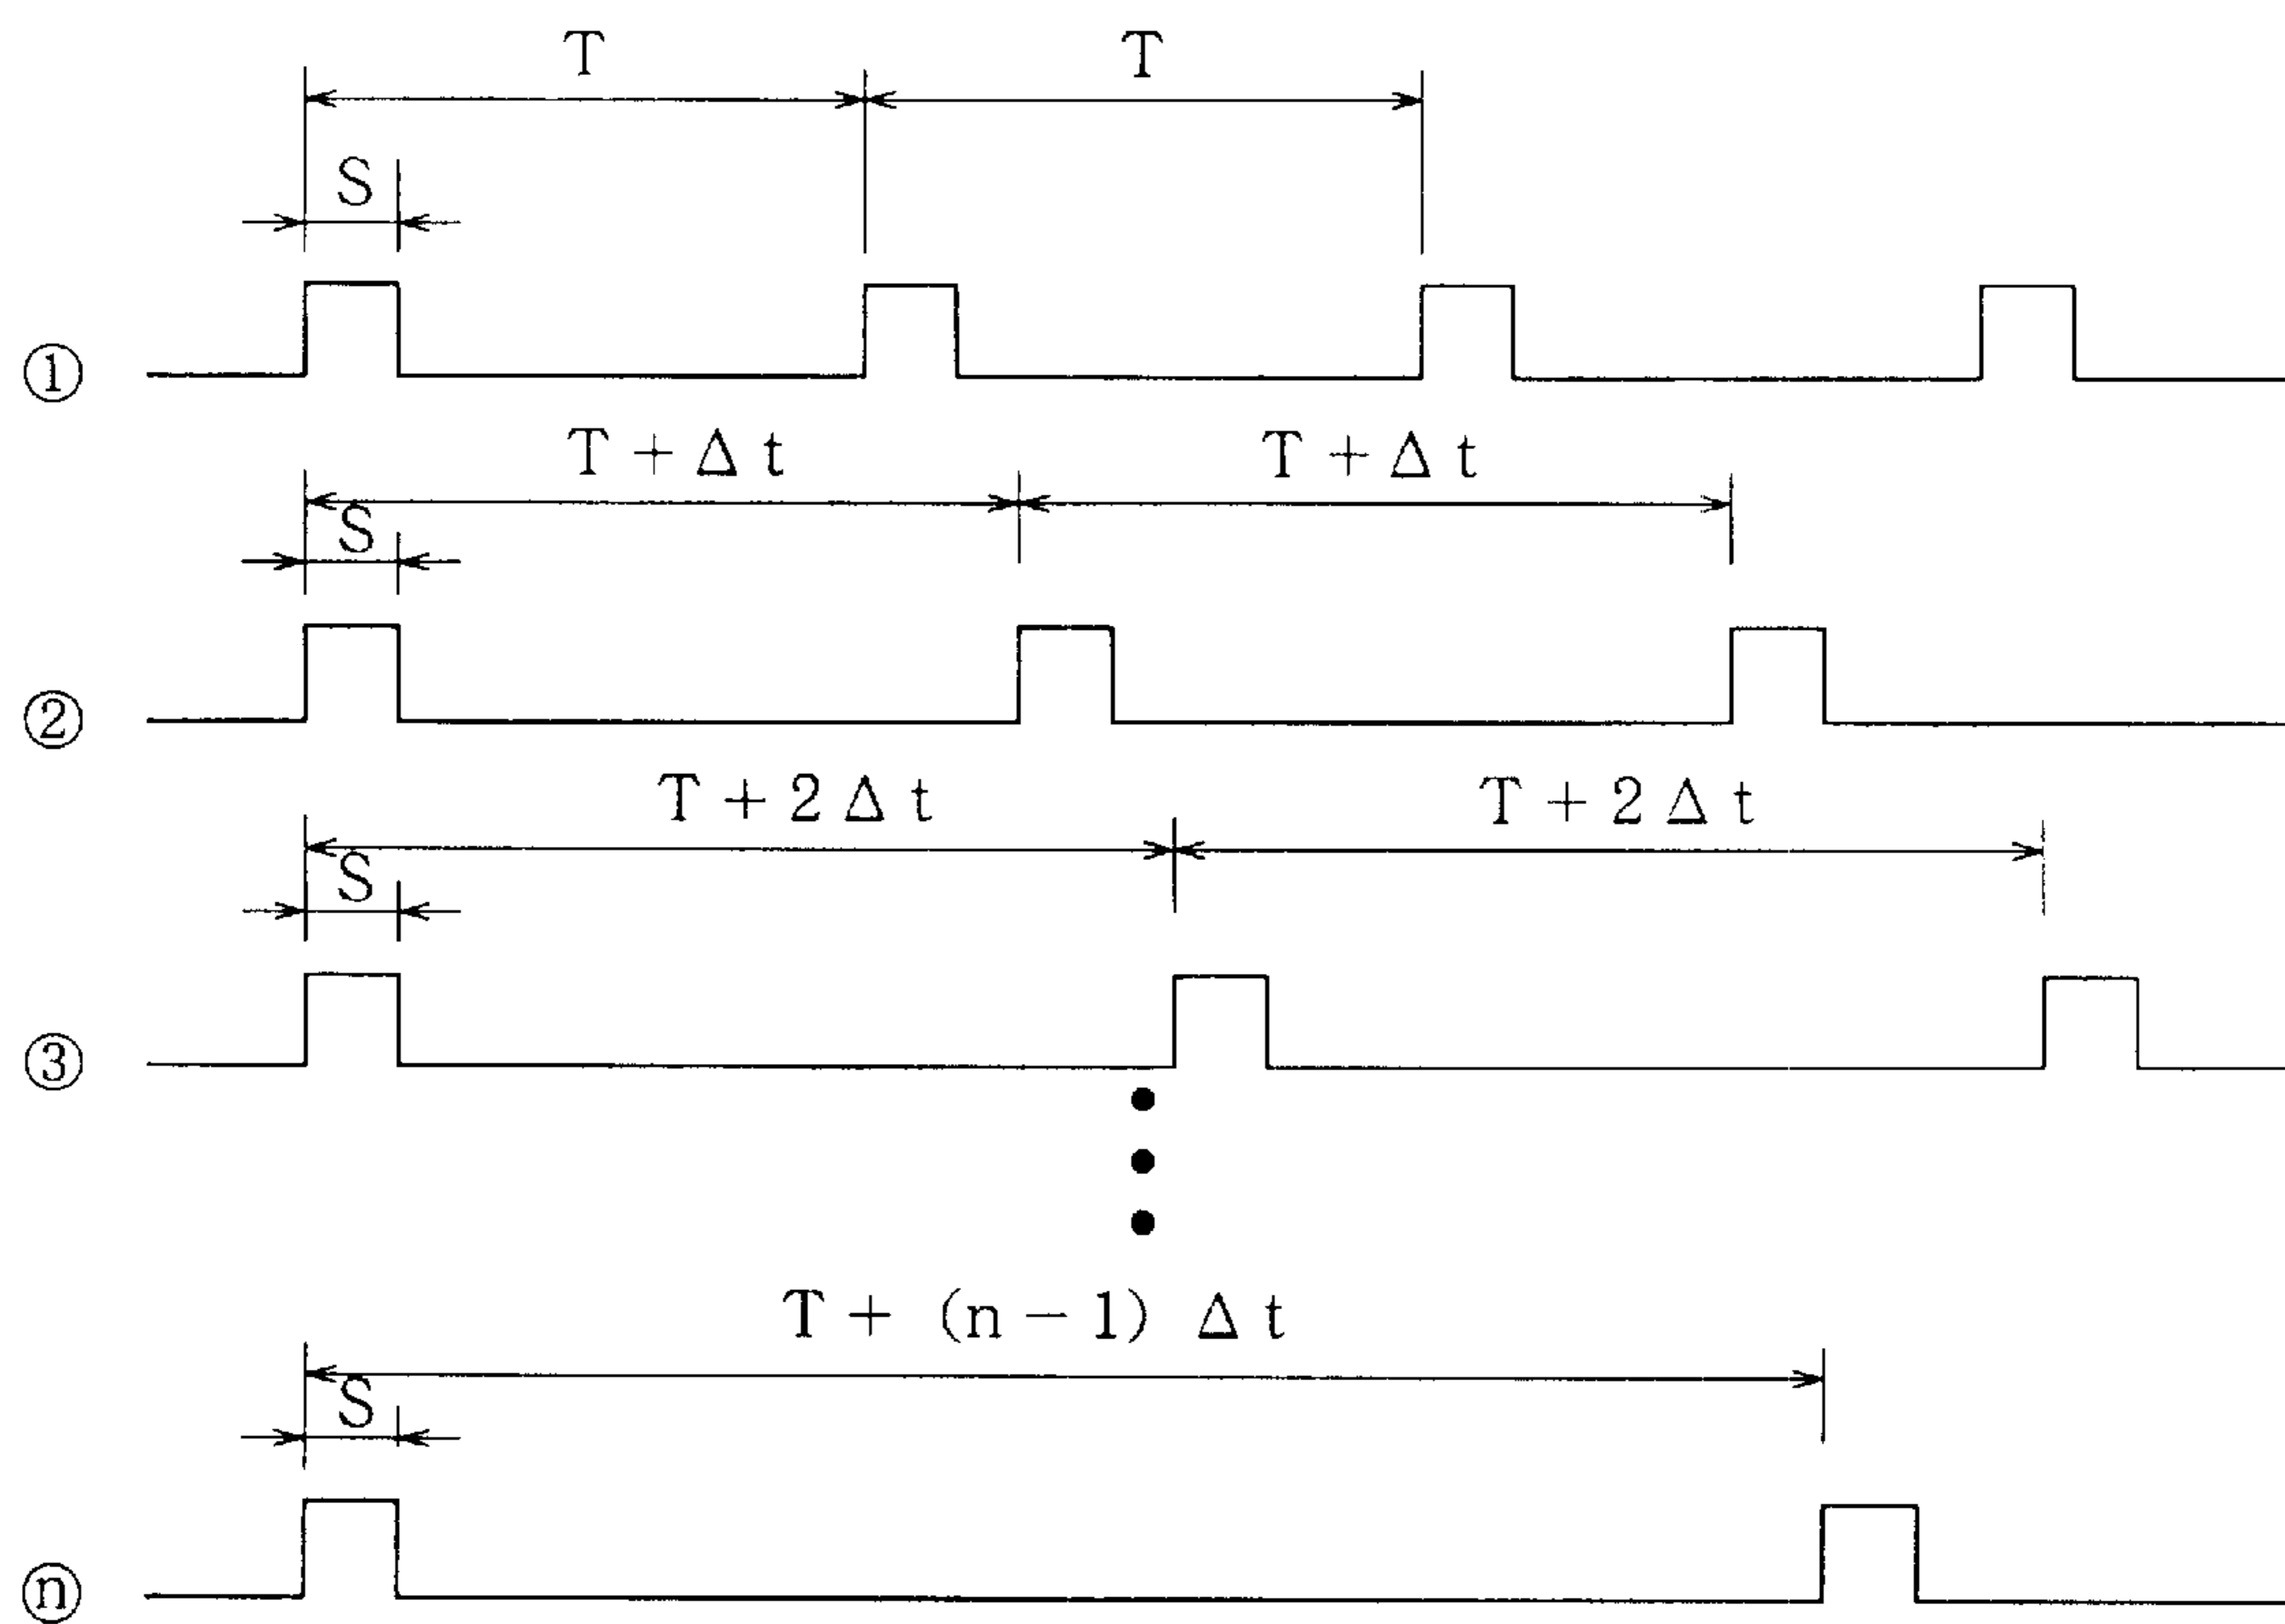 T T
S
①
T + Δ t T + Δ t
S
②
T + 2 Δ t T + 2 Δ t
S
③
T + (n − 1) Δ t
S
ⓝ